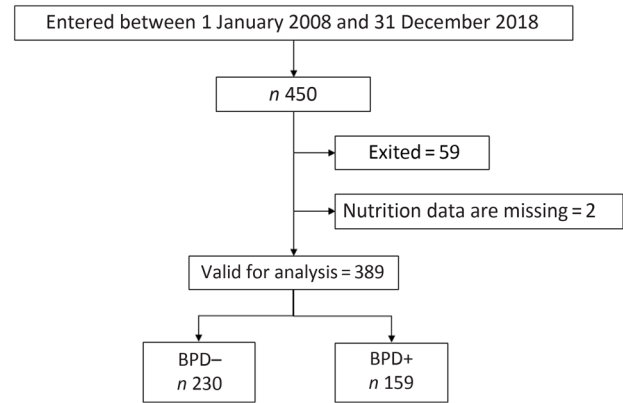 Entered between 1 January 2008 and 31 December 2018
n 450
Exited = 59
Nutrition data are missing = 2
Valid for analysis = 389
BPD–
n 230
BPD+
n 159